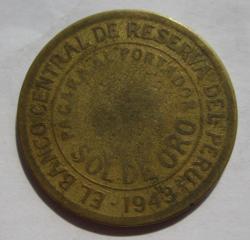 EL BANCO CENTRAL DE RESERVA DEL PERU
PAGARA AL PORTADOR
SOL DE ORO
1943